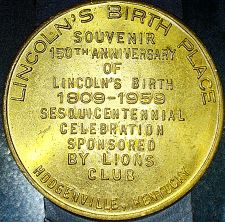 LINCOLN'S BIRTH PLACE
SOUVENIR
150TH ANNIVERSARY
OF
LINCOLN'S BIRTH
1809-1959
SESQUICENTENNIAL
CELEBRATION
SPONSORED
BY LIONS
CLUB
HODGENVILLE, KENTUCKY